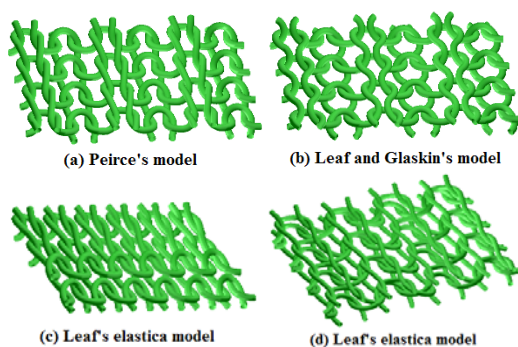 (a) Peirce's model
(b) Leaf and Glaskin's model
(c) Leaf's elastica model
(d) Leaf's elastica model